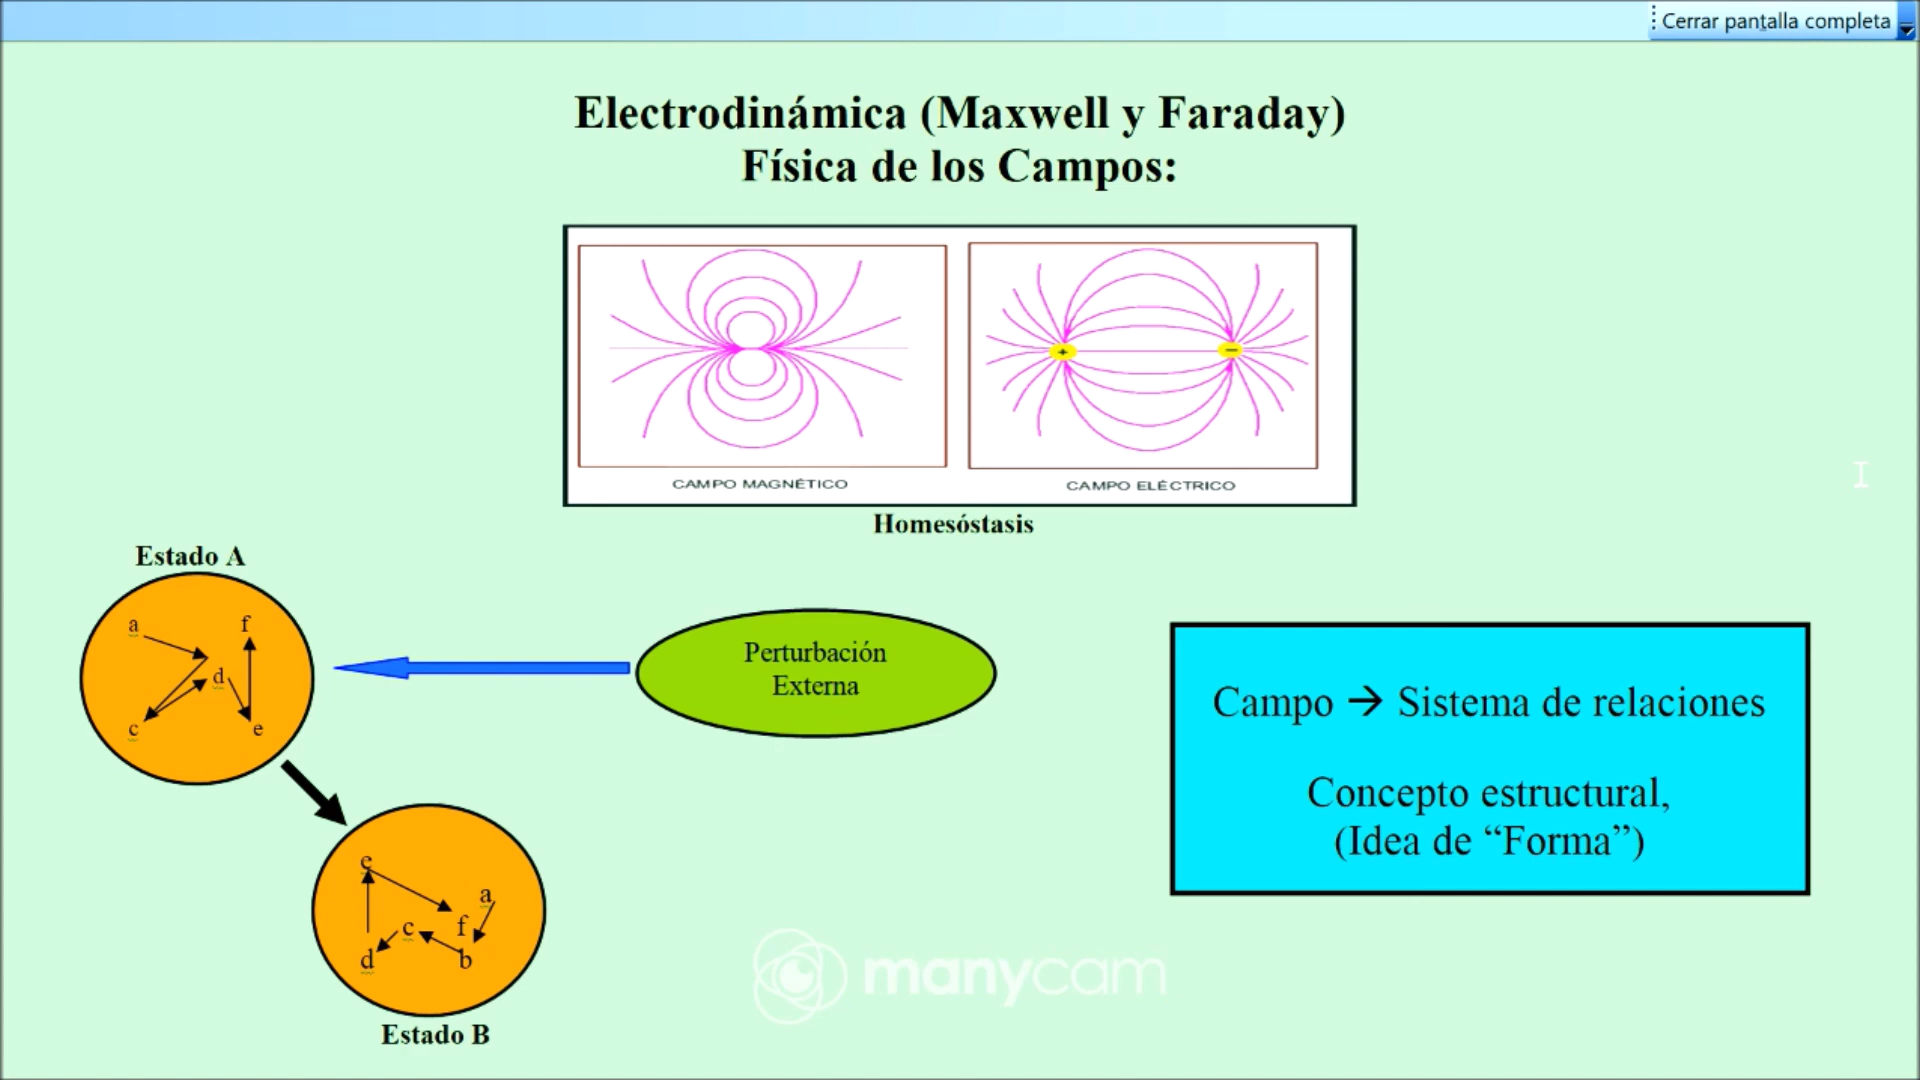 Cerrar pantalla completa
Electrodinámica (Maxwell y Faraday)
Física de los Campos:
+
−
CAMPO MAGNÉTICO
CAMPO ELÉCTRICO
Homesóstasis
Estado A
a
f
d
c
e
Perturbación
Externa
Campo → Sistema de relaciones
Concepto estructural,
(Idea de “Forma”)
e
a
c
f
d
b
Estado B
manycam